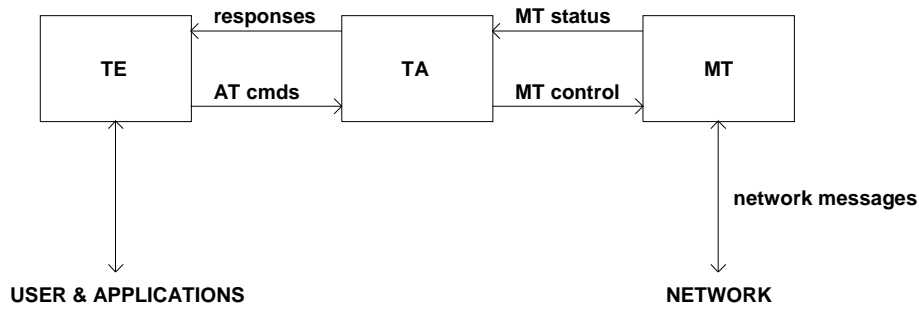 responses
MT status
TE
TA
MT
AT cmds
MT control
network messages
USER & APPLICATIONS
NETWORK